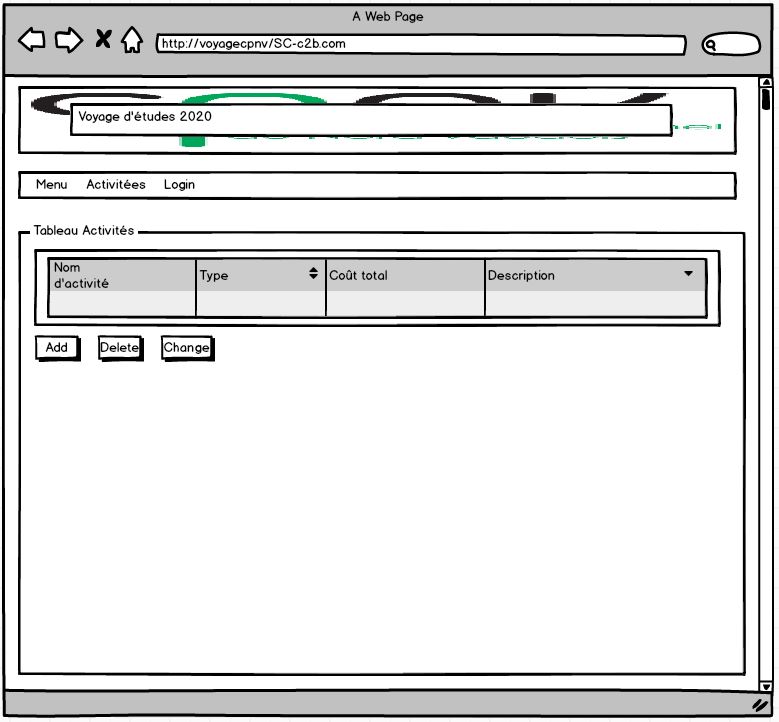 A Web Page
http://voyagecpnv/SC-c2b.com
Voyage d'études 2020
Menu Activitées Login
Tableau Activités
Nom
d'activité
Type
Coût total
Description
Add Delete Change